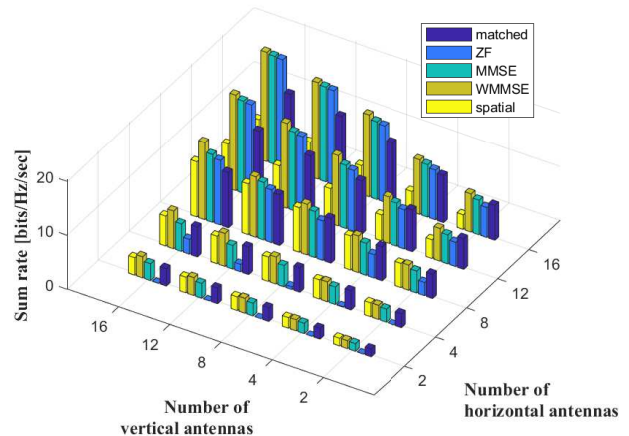 matched
ZF
MMSE
WMMSE
spatial
Sum rate [bits/Hz/sec]
20
10
0
16
12
8
4
2
Number of
vertical antennas
16
12
8
4
2
Number of
horizontal antennas